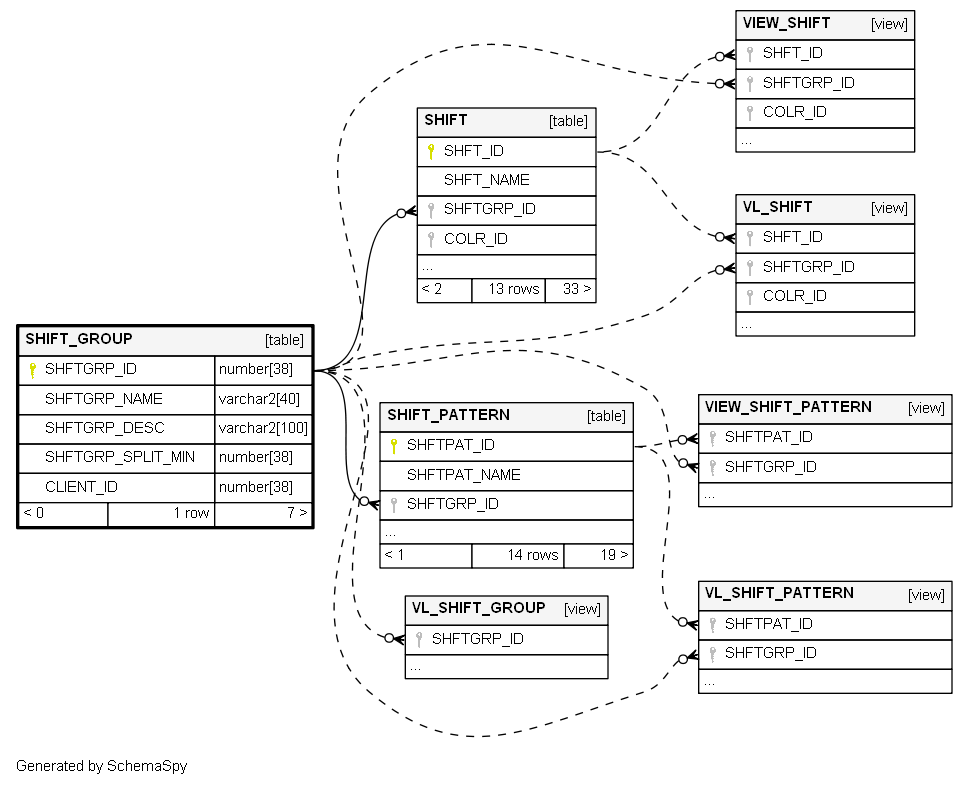 VIEW_SHIFT [view]
SHFT_ID
SHFTGRP_ID
COLR_ID
...
SHIFT [table]
SHFT_ID
SHFT_NAME
SHFTGRP_ID
COLR_ID
...
< 2 13 rows 33 >
VL_SHIFT [view]
SHFT_ID
SHFTGRP_ID
COLR_ID
...
SHIFT_GROUP [table]
SHFTGRP_ID number[38]
SHFTGRP_NAME varchar2[40]
SHFTGRP_DESC varchar2[100]
SHFTGRP_SPLIT_MIN number[38]
CLIENT_ID number[38]
< 0 1 row 7 >
SHIFT_PATTERN [table]
SHFTPAT_ID
SHFTPAT_NAME
SHFTGRP_ID
...
< 1 14 rows 19 >
VIEW_SHIFT_PATTERN [view]
SHFTPAT_ID
SHFTGRP_ID
...
VL_SHIFT_GROUP [view]
SHFTGRP_ID
...
VL_SHIFT_PATTERN [view]
SHFTPAT_ID
SHFTGRP_ID
...
Generated by SchemaSpy